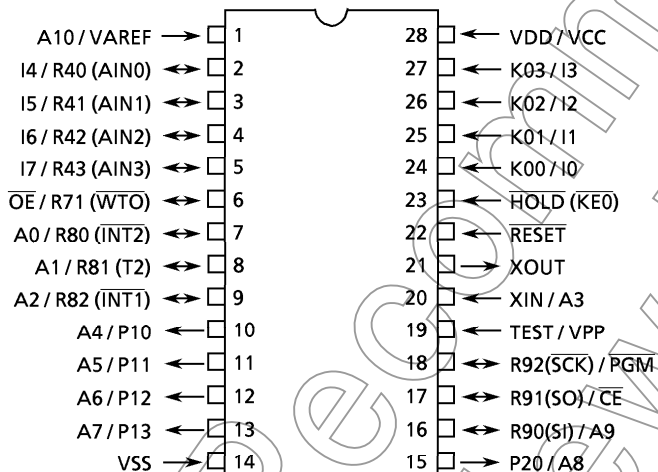 A10 / VAREF 1 28 VDD / VCC
I4 / R40 (AIN0) 2 27 K03 / I3
I5 / R41 (AIN1) 3 26 K02 / I2
I6 / R42 (AIN2) 4 25 K01 / I1
I7 / R43 (AIN3) 5 24 K00 / I0
OE / R71 (WTO) 6 23 HOLD (KE0)
A0 / R80 (INT2) 7 22 RESET
A1 / R81 (T2) 8 21 XOUT
A2 / R82 (INT1) 9 20 XIN / A3
A4 / P10 10 19 TEST / VPP
A5 / P11 11 18 R92(SCK) / PGM
A6 / P12 12 17 R91(SO) / CE
A7 / P13 13 16 R90(SI) / A9
VSS 14 15 P20 / A8